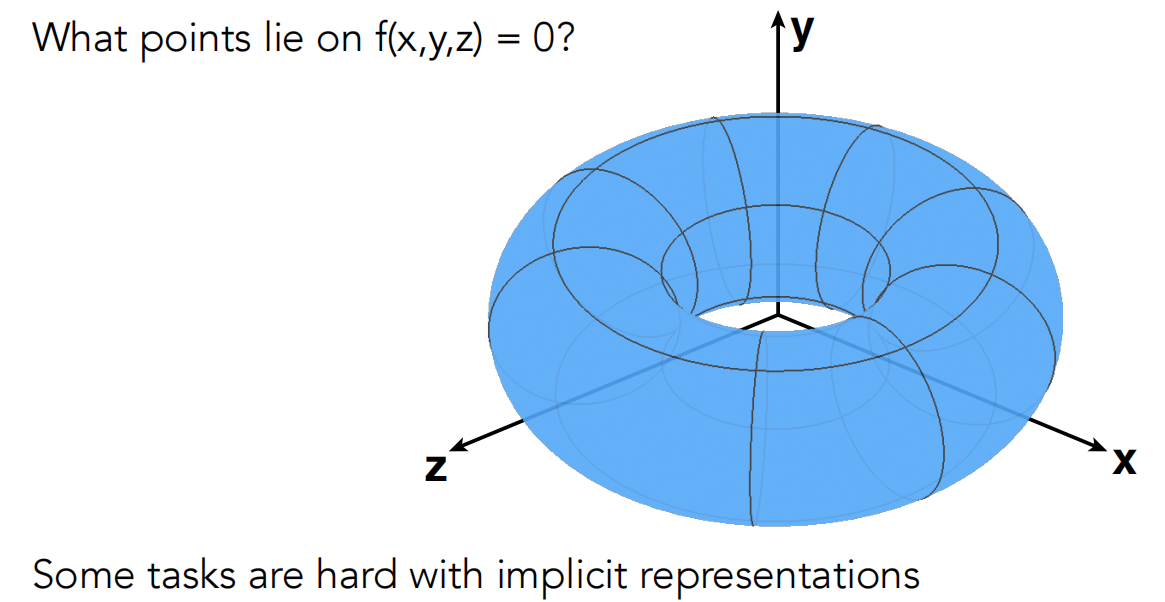 What points lie on f(x,y,z) = 0?
y
z
x
Some tasks are hard with implicit representations